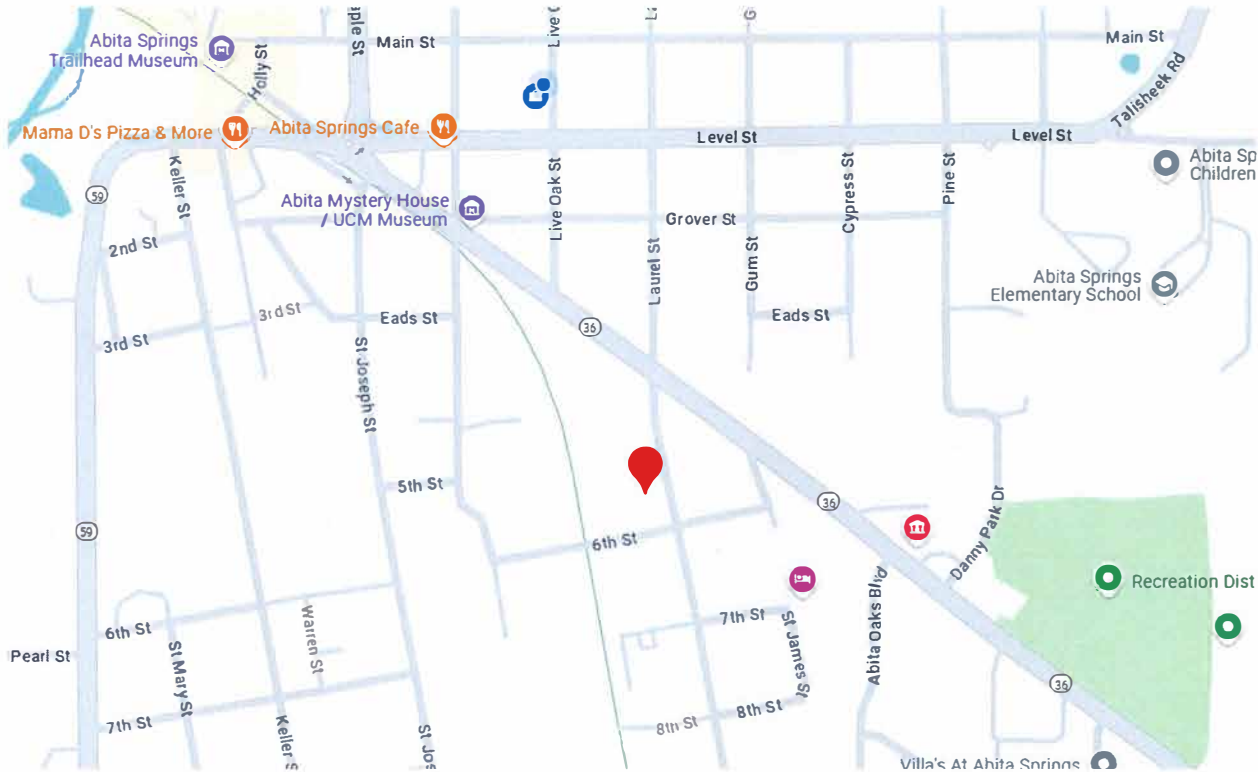 Abita Springs
Trailhead Museum
Holly St
Main St
Main St
Talisheek Rd
Mama D's Pizza & More
Abita Springs Cafe
Level St
Level St
59
Keller St
Abita Mystery House
/ UCM Museum
Live Oak St
Grover St
Cypress St
Pine St
2nd St
Laurel St
Gum St
Abita Springs
Elementary School
3rd St
3rd St
Eads St
36
Eads St
St Joseph St
5th St
36
59
6th St
Danny Park Dr
Recreation Dist
6th St
Warren St
7th St
St James St
Abita Oaks Blvd
Pearl St
St Mary St
36
7th St
Keller S
St Jos
8th St
8th St
Villa's At Abita Springs